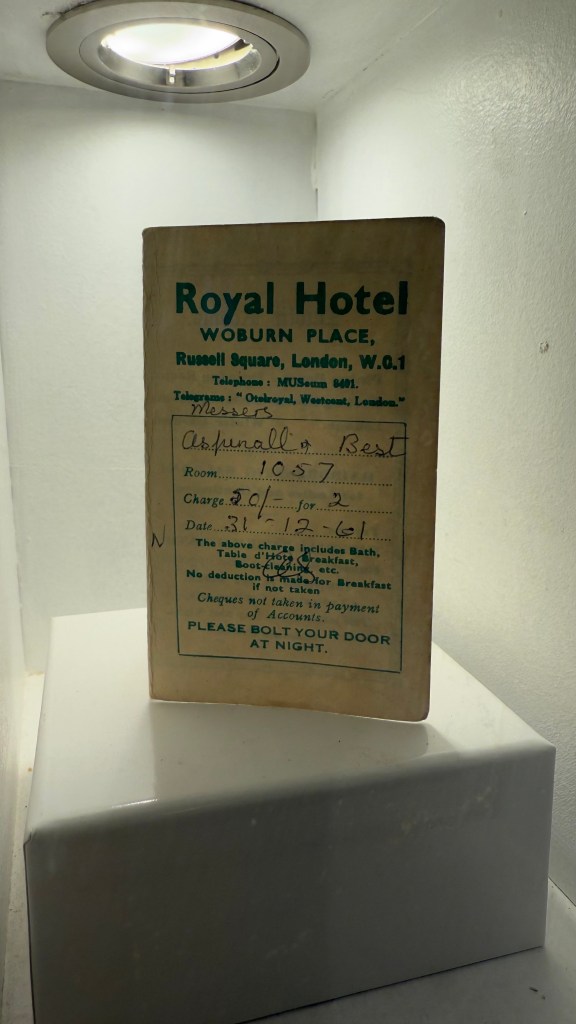 Royal Hotel
WOBURN PLACE,
Russell Square, London, W.C.1
Telephone: MUSeum 8401.
Telegrams: "Otelroyal, Westcent, London."
Messers
Aspinall & Best
Room 1057
Charge 50/- for 2
Date 31-12-61
N
The above charge includes Bath,
Table d'Hote Breakfast,
Boot-cleaning, etc.
No deduction is made for Breakfast
if not taken
Cheques not taken in payment
of Accounts.
PLEASE BOLT YOUR DOOR
AT NIGHT.